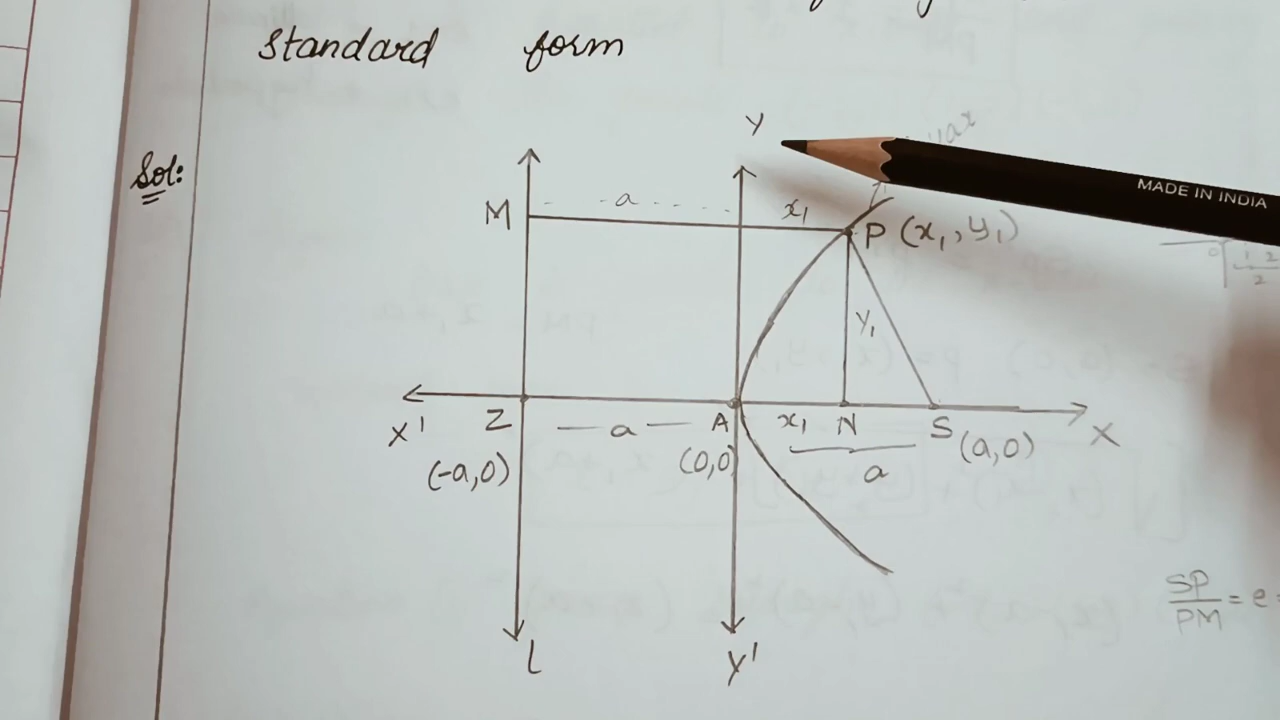 standard form
Sol:
Y
MADE IN INDIA
M a x₁ P (x₁, y₁)
y₁
X' Z a A x₁ N S (a,0) X
(-a,0) (0,0) a
SP/PM = e
L Y'